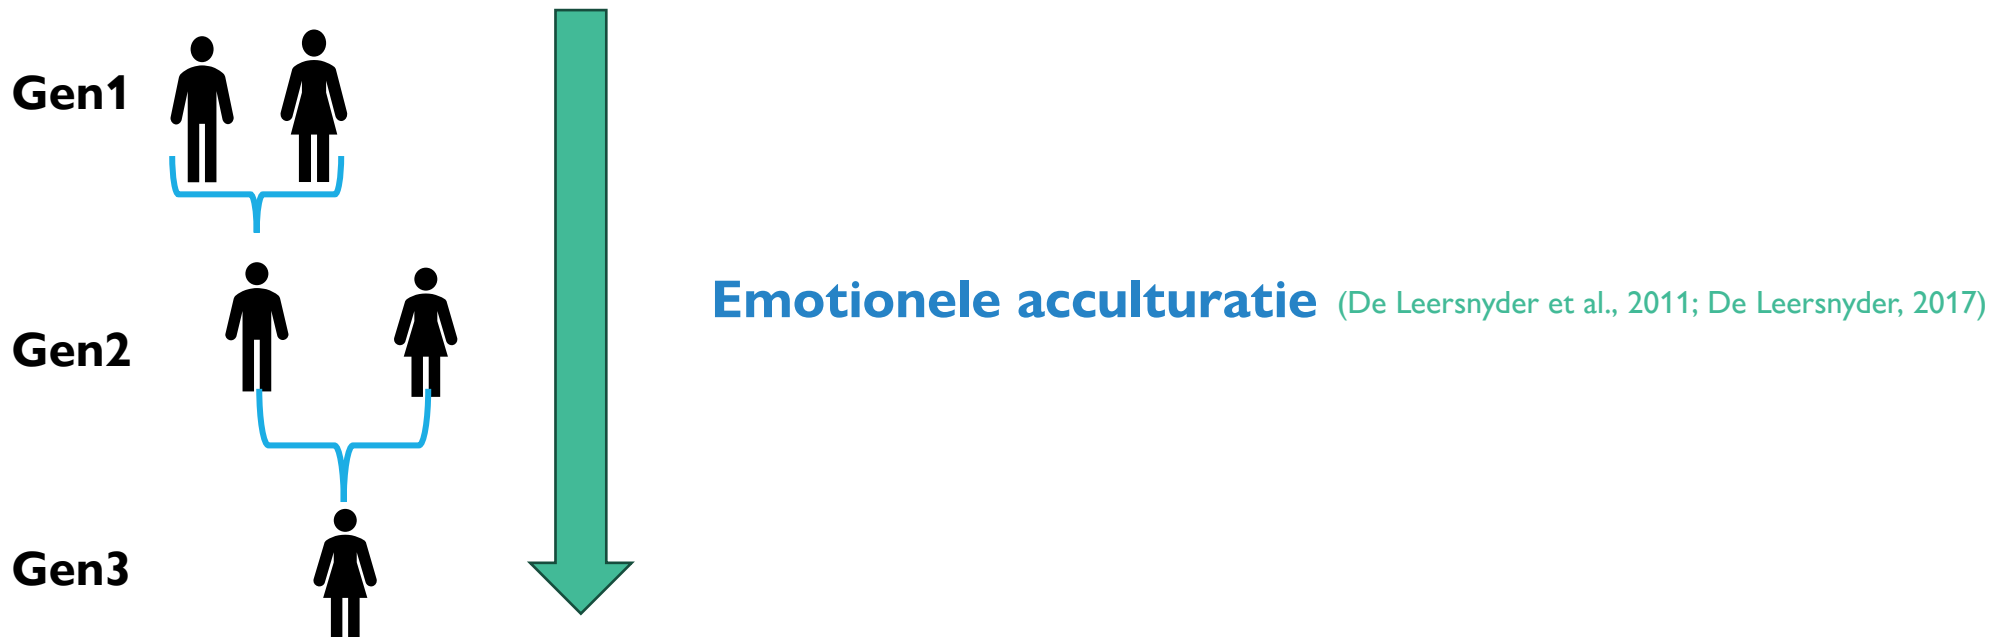 Gen1
Emotionele acculturatie (De Leersnyder et al., 2011; De Leersnyder, 2017)
Gen2
Gen3